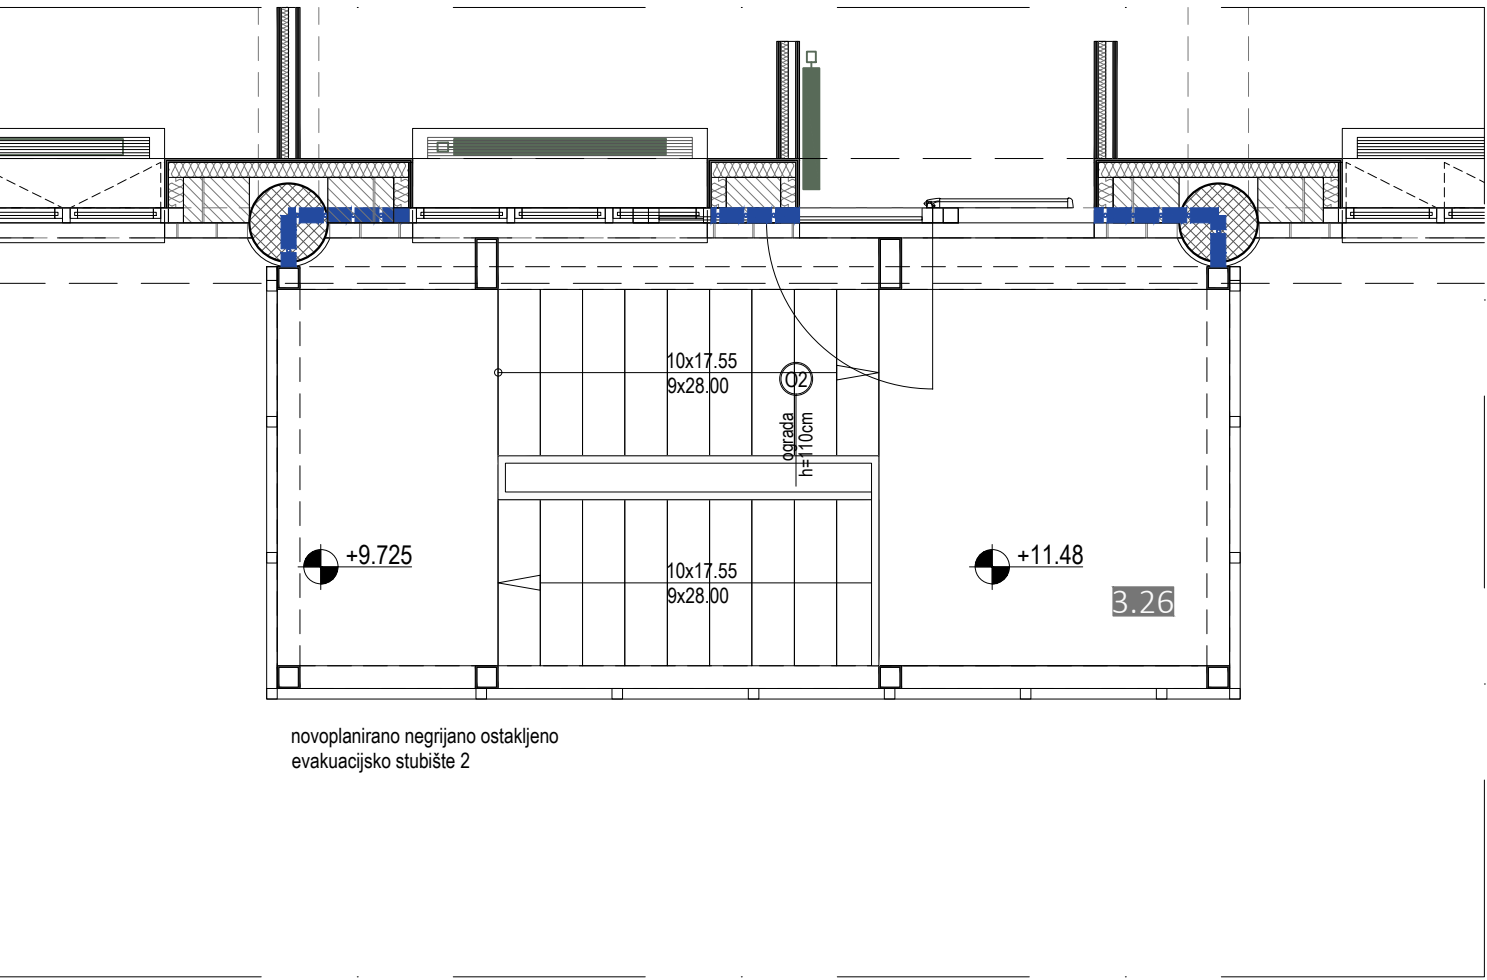 10x17.55
9x28.00
O2
ograda
h=110cm
+9.725
+11.48
10x17.55
9x28.00
3.26
novoplanirano negrijano ostakljeno
evakuacijsko stubište 2